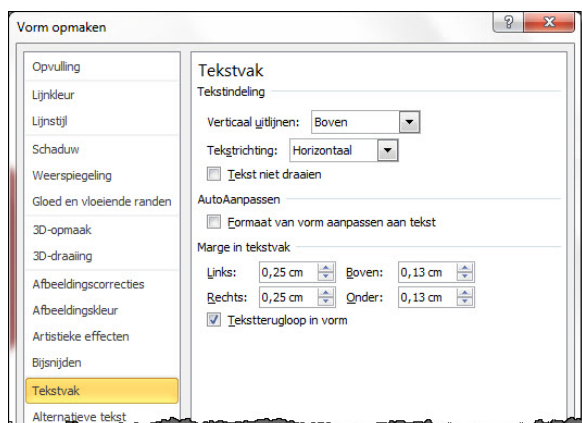 Vorm opmaken
Opvulling
Lijnkleur
Lijnstijl
Schaduw
Weerspiegeling
Gloed en vloeiende randen
3D-opmaak
3D-draaiing
Afbeeldingscorrecties
Afbeeldingskleur
Artistieke effecten
Bijsnijden
Tekstvak
Alternatieve tekst
Tekstvak
Tekstindeling
Verticaal uitlijnen: Boven
Tekstrichting: Horizontaal
Tekst niet draaien
AutoAanpassen
Formaat van vorm aanpassen aan tekst
Marge in tekstvak
Links: 0,25 cm Boven: 0,13 cm
Rechts: 0,25 cm Onder: 0,13 cm
Tekstterugloop in vorm